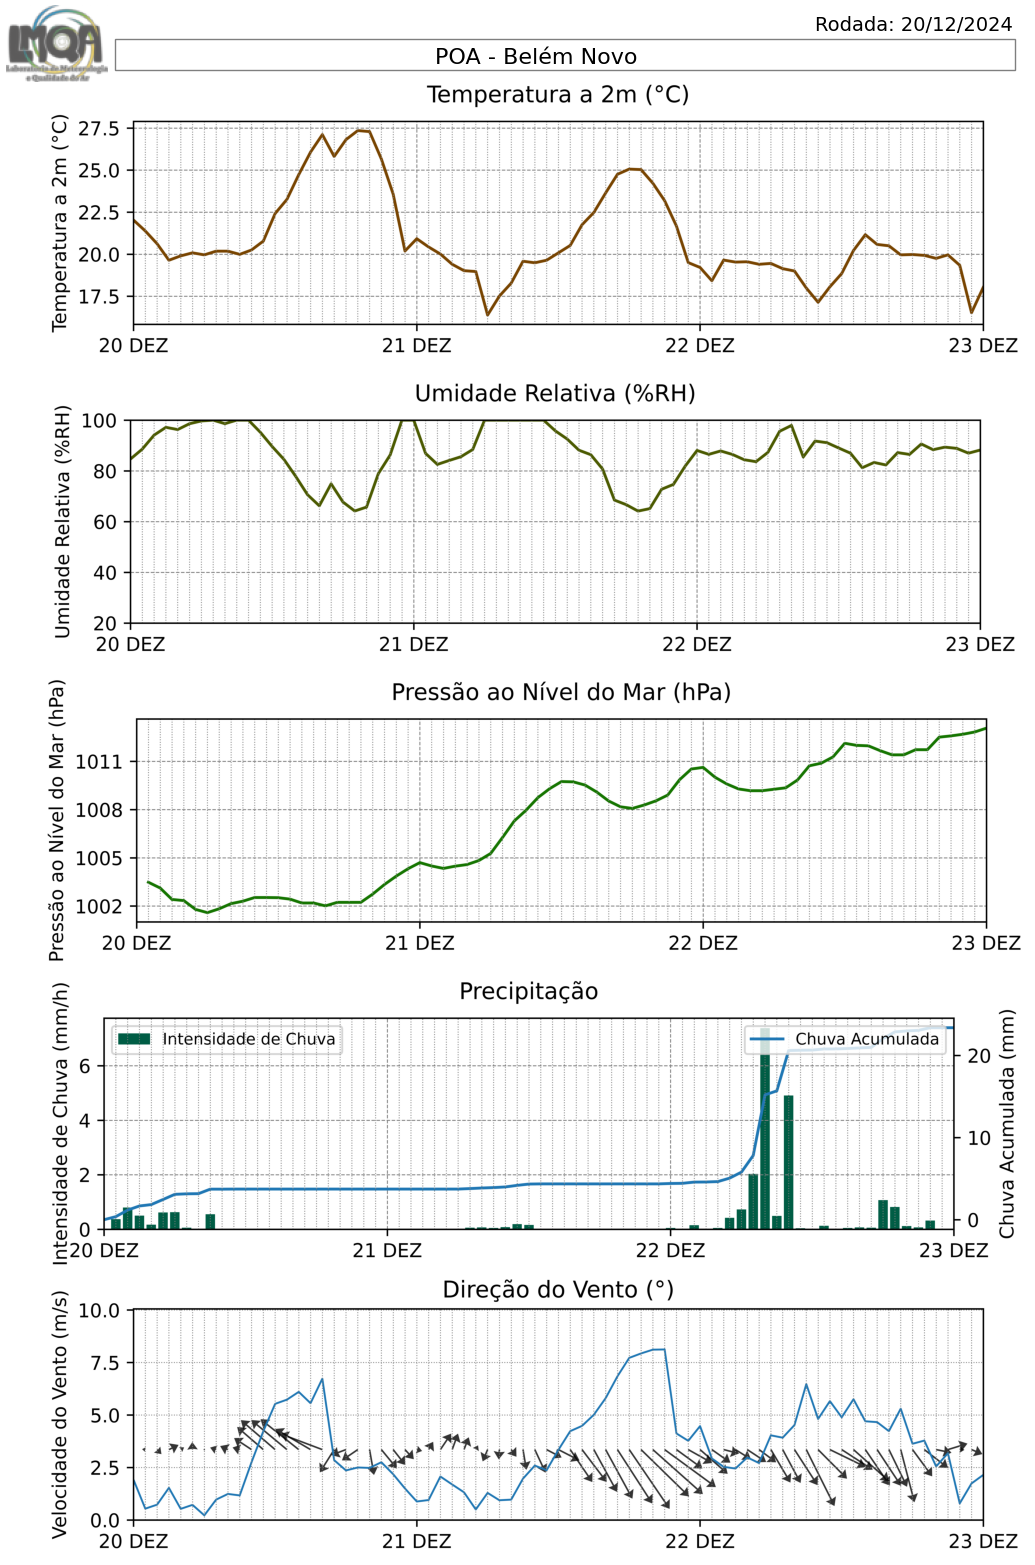 LMQA
Laboratório de Meteorologia
e Qualidade do Ar
Rodada: 20/12/2024
POA - Belém Novo
Temperatura a 2m (°C)
Temperatura a 2m (°C)
27.5
25.0
22.5
20.0
17.5
20 DEZ 21 DEZ 22 DEZ 23 DEZ
Umidade Relativa (%RH)
Umidade Relativa (%RH)
100
80
60
40
20
20 DEZ 21 DEZ 22 DEZ 23 DEZ
Pressão ao Nível do Mar (hPa)
Pressão ao Nível do Mar (hPa)
1011
1008
1005
1002
20 DEZ 21 DEZ 22 DEZ 23 DEZ
Precipitação
Intensidade de Chuva (mm/h)
6
4
2
0
Intensidade de Chuva
Chuva Acumulada
20
10
0
Chuva Acumulada (mm)
20 DEZ 21 DEZ 22 DEZ 23 DEZ
Direção do Vento (°)
Velocidade do Vento (m/s)
10.0
7.5
5.0
2.5
0.0
20 DEZ 21 DEZ 22 DEZ 23 DEZ